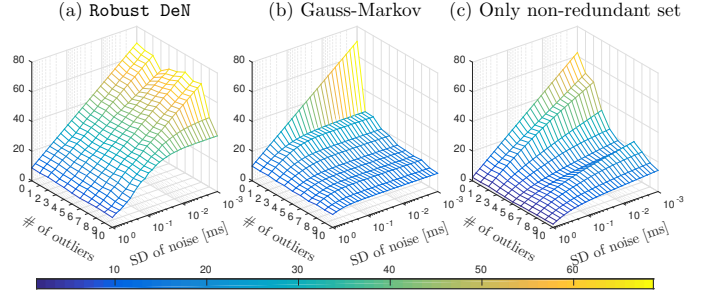 (a) Robust DeN (b) Gauss-Markov (c) Only non-redundant set
80 80 80
60 60 60
40 40 40
20 20 20
0 0 0
0 1 2 3 4 5 6 7 8 9 10 0 1 2 3 4 5 6 7 8 9 10 0 1 2 3 4 5 6 7 8 9 10
10^0 10^-1 10^-2 10^-3 10^0 10^-1 10^-2 10^-3 10^0 10^-1 10^-2 10^-3
# of outliers SD of noise [ms] # of outliers SD of noise [ms] # of outliers SD of noise [ms]
10 20 30 40 50 60